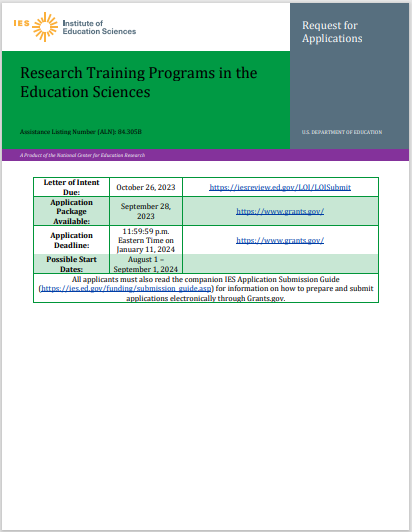 IES
Institute of
Education Sciences
Request for
Applications
Research Training Programs in the
Education Sciences
Assistance Listing Number (ALN): 84.305B
U.S. DEPARTMENT OF EDUCATION
A Product of the National Center for Education Research
Letter of Intent
Due:
October 26, 2023
https://iesreview.ed.gov/LOI/LOISubmit
Application
Package
Available:
September 28,
2023
https://www.grants.gov/
Application
Deadline:
11:59:59 p.m.
Eastern Time on
January 11, 2024
https://www.grants.gov/
Possible Start
Dates:
August 1 –
September 1, 2024
All applicants must also read the companion IES Application Submission Guide
(https://ies.ed.gov/funding/submission_guide.asp) for information on how to prepare and submit
applications electronically through Grants.gov.